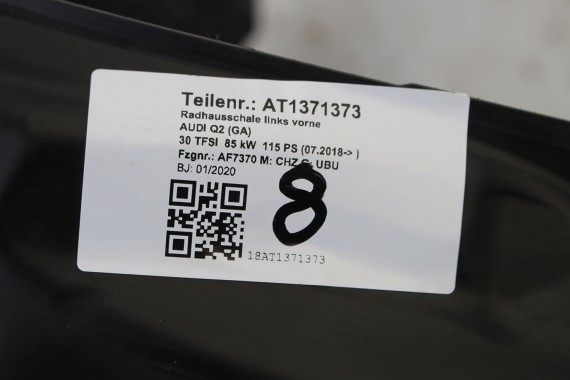 Teilenr.: AT1371373
Radhausschale links vorne
AUDI Q2 (GA)
30 TFSI 85 kW 115 PS (07.2018-> )
Fzgnr.: AF7370 M: CHZ G: UBU
BJ: 01/2020
8
18AT1371373